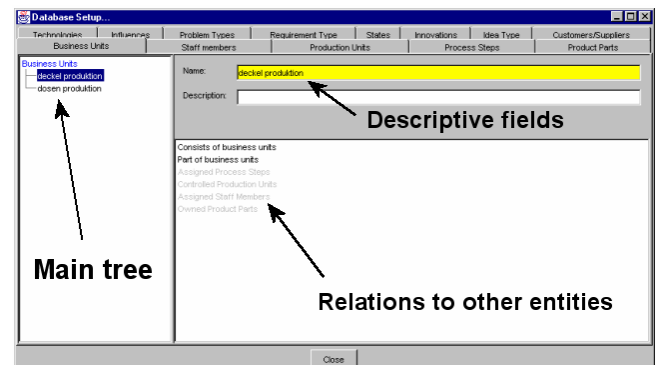 Database Setup...
Technologies Influences Problem Types Requirement Type States Innovations Idea Type Customers/Suppliers
Business Units Staff members Production Units Process Steps Product Parts
Business Units
deckel produktion
dosen produktion
Name: deckel produktion
Description:
Descriptive fields
Consists of business units
Part of business units
Assigned Process Steps
Controlled Production Units
Assigned Staff Members
Owned Product Parts
Main tree
Relations to other entities
Close